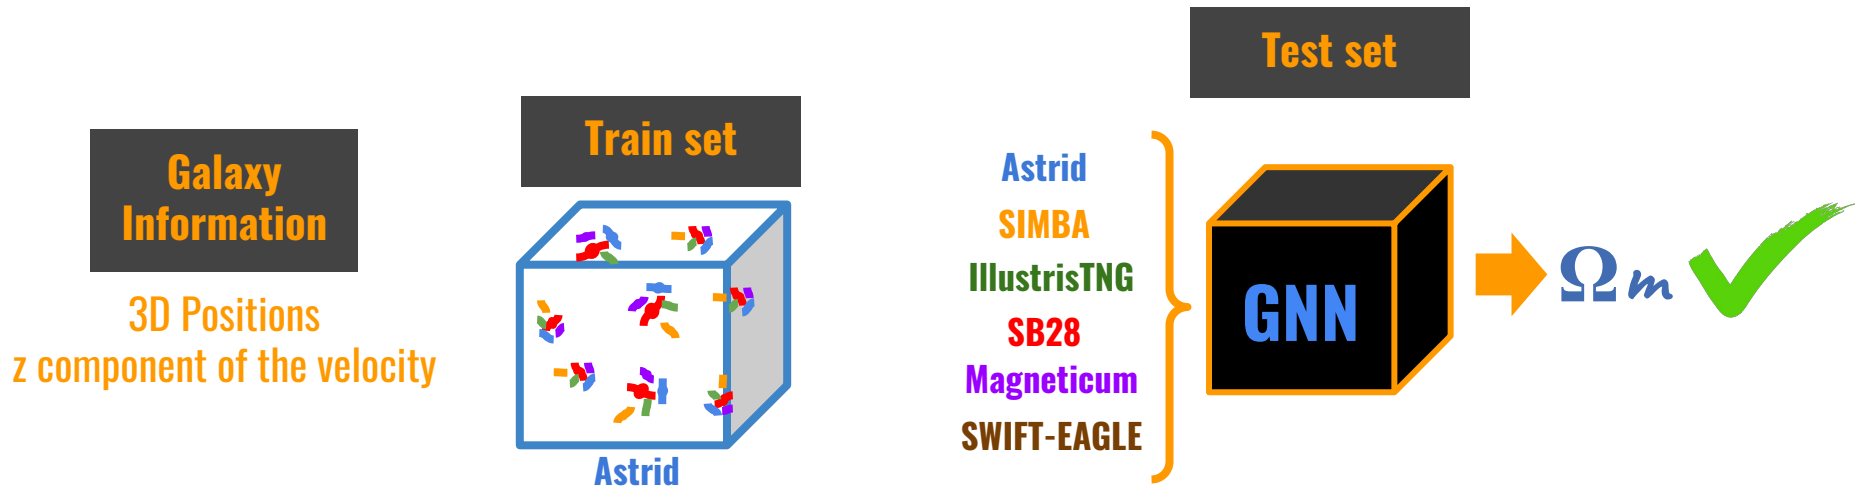 Galaxy
Information
3D Positions
z component of the velocity
Train set
Astrid
Test set
Astrid
SIMBA
IllustrisTNG
SB28
Magneticum
SWIFT-EAGLE
GNN
Ωm